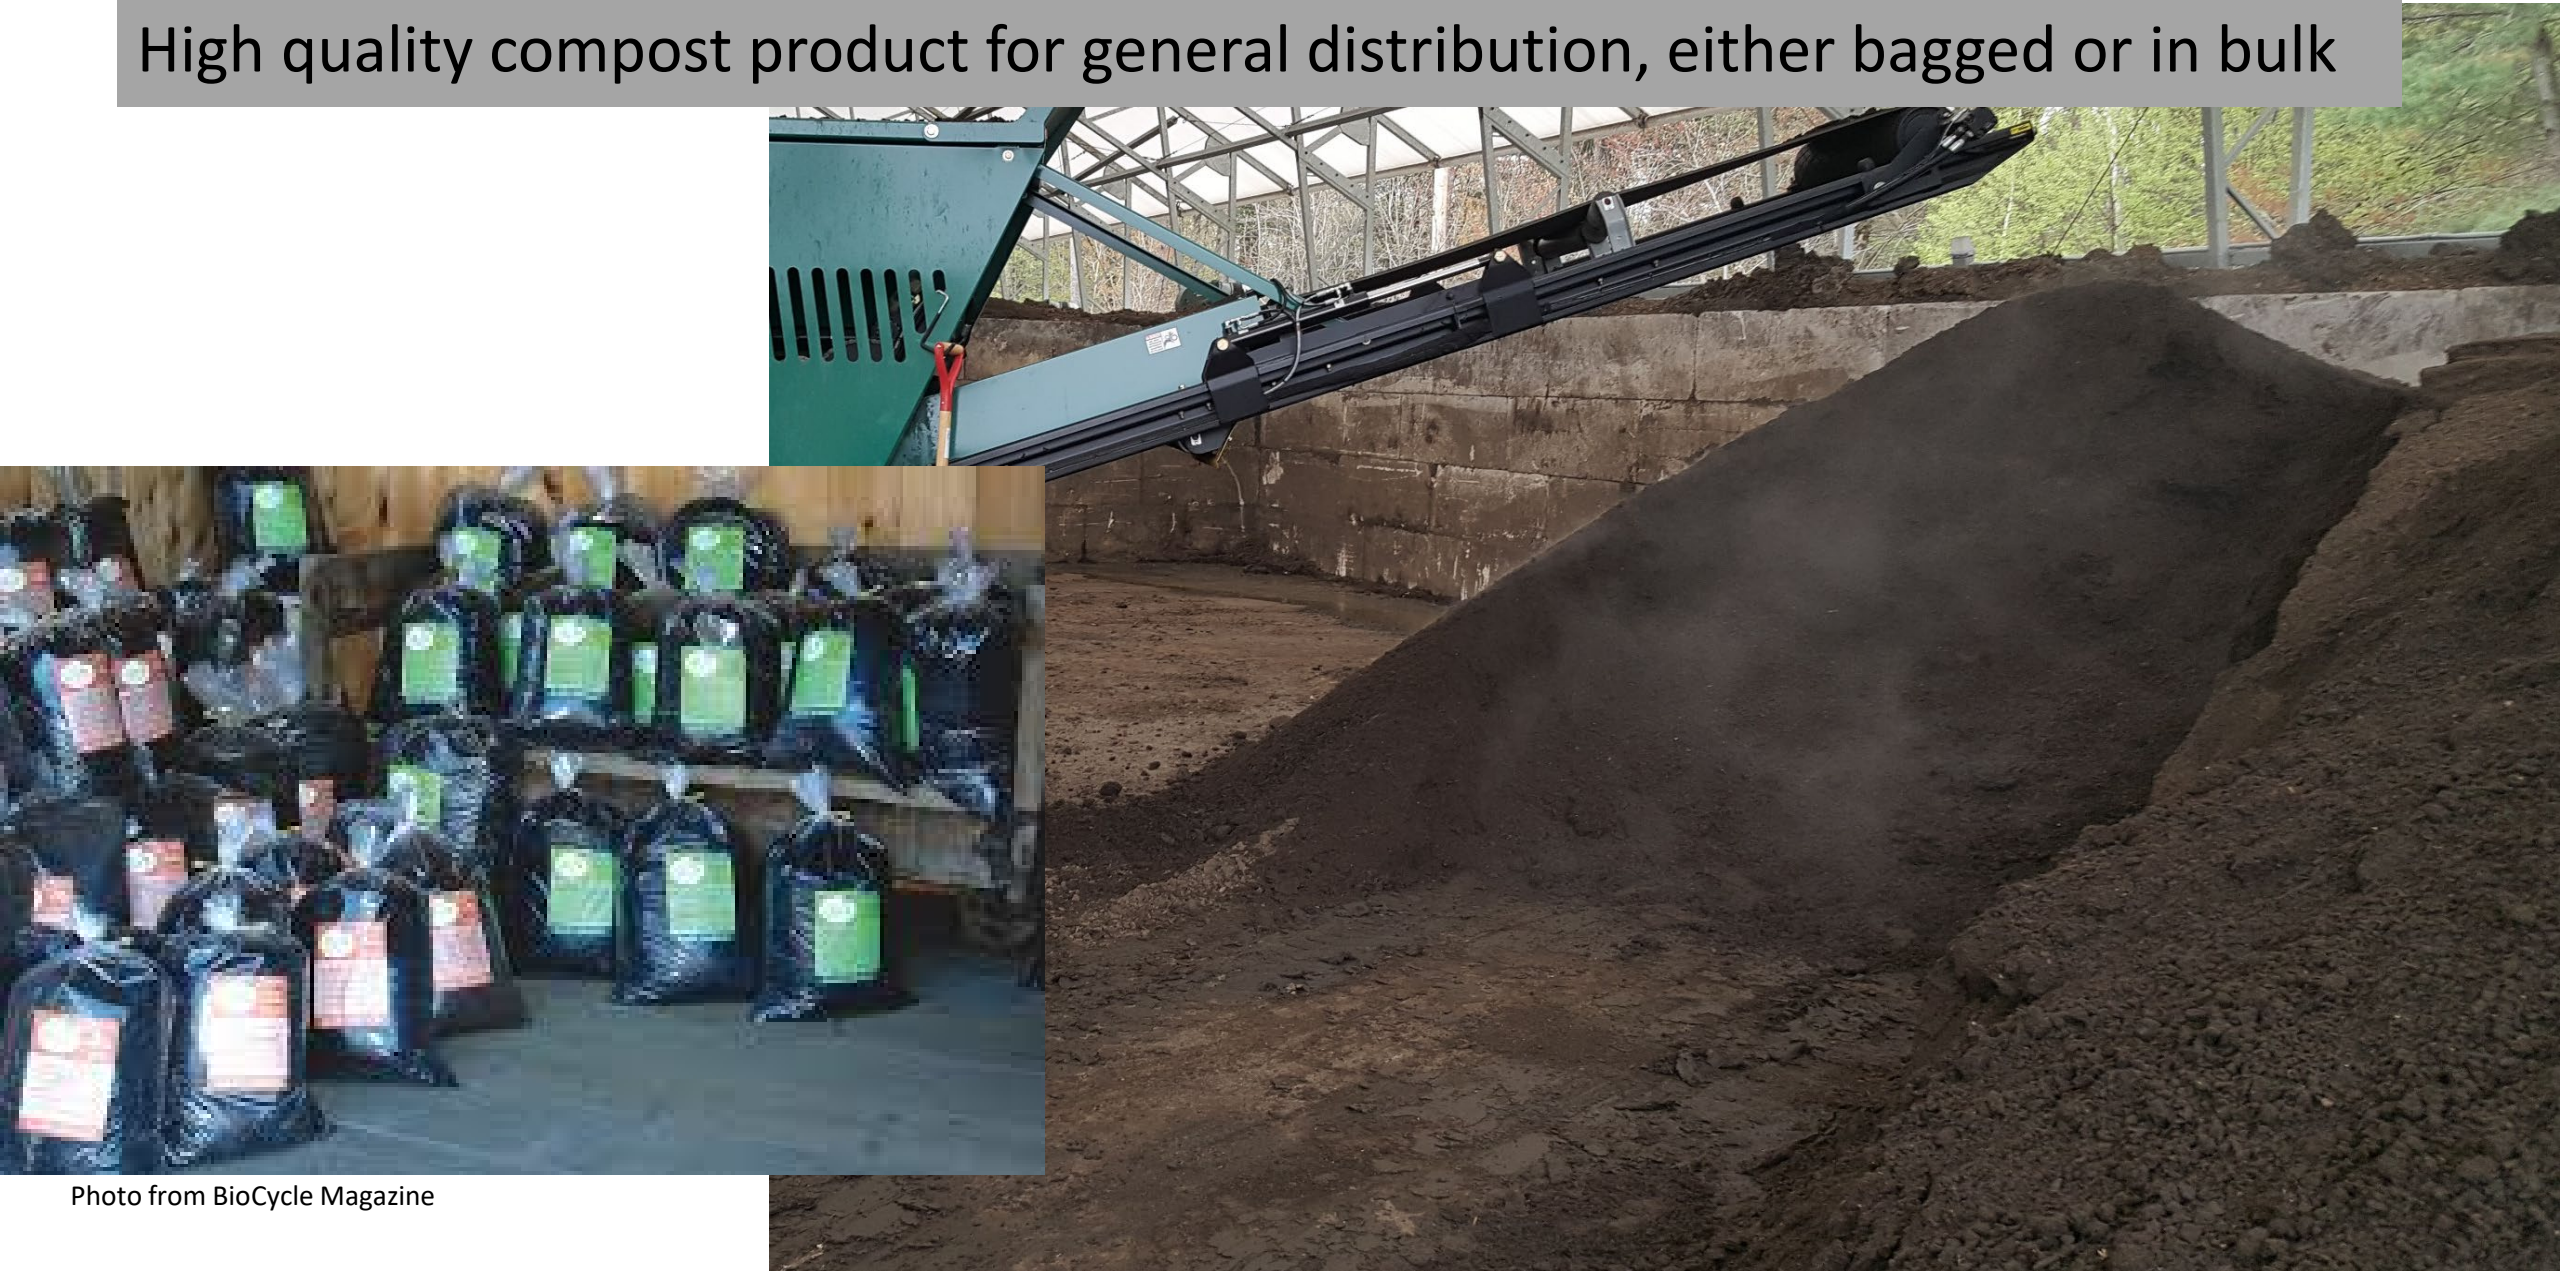 High quality compost product for general distribution, either bagged or in bulk
Photo from BioCycle Magazine